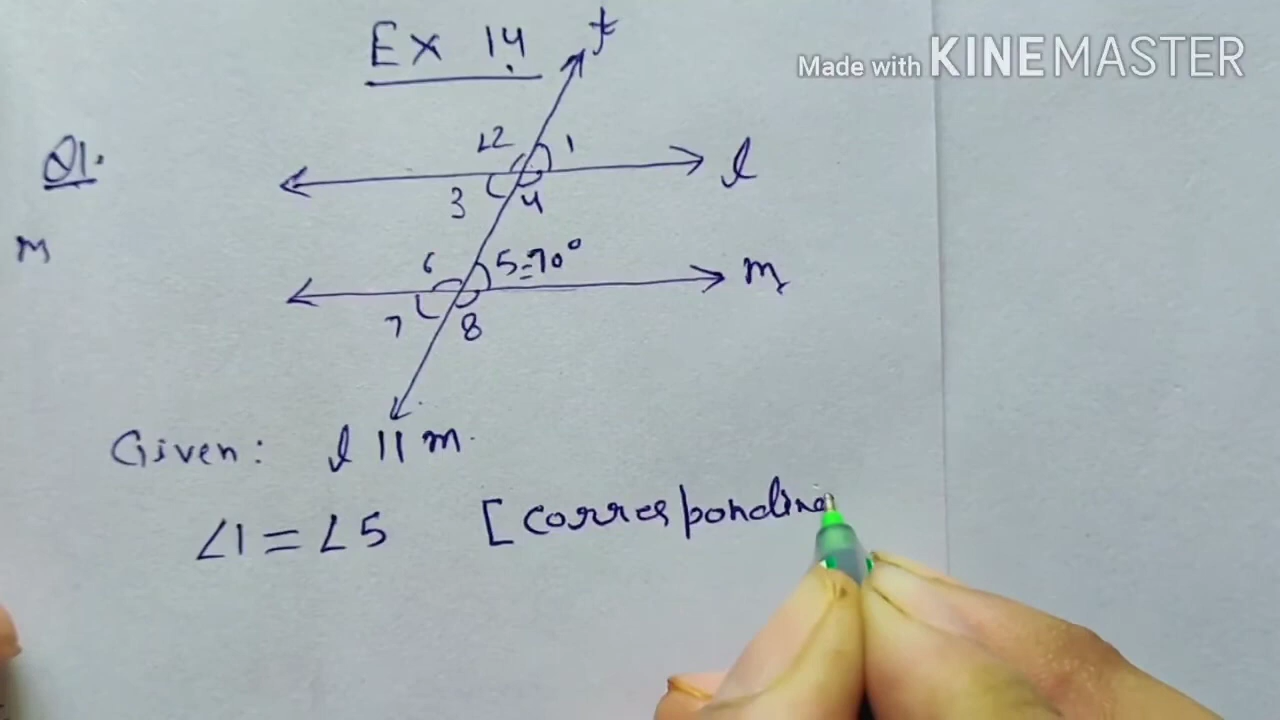 Ex 14
t
Made with KINEMASTER
Q1.
∠2 1
l
3 4
m
6 5=70°
m
7 8
Given: l || m.
∠1 = ∠5 [corresponding